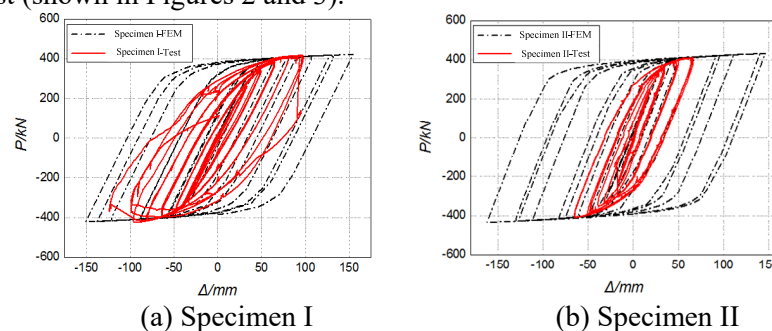 st (shown in Figures 2 and 3).
600
400
200
0
-200
-400
-600
P/kN
Specimen I-FEM
Specimen I-Test
-150 -100 -50 0 50 100 150
Δ/mm
(a) Specimen I
600
400
200
0
-200
-400
-600
P/kN
Specimen II-FEM
Specimen II-Test
-150 -100 -50 0 50 100 150
Δ/mm
(b) Specimen II